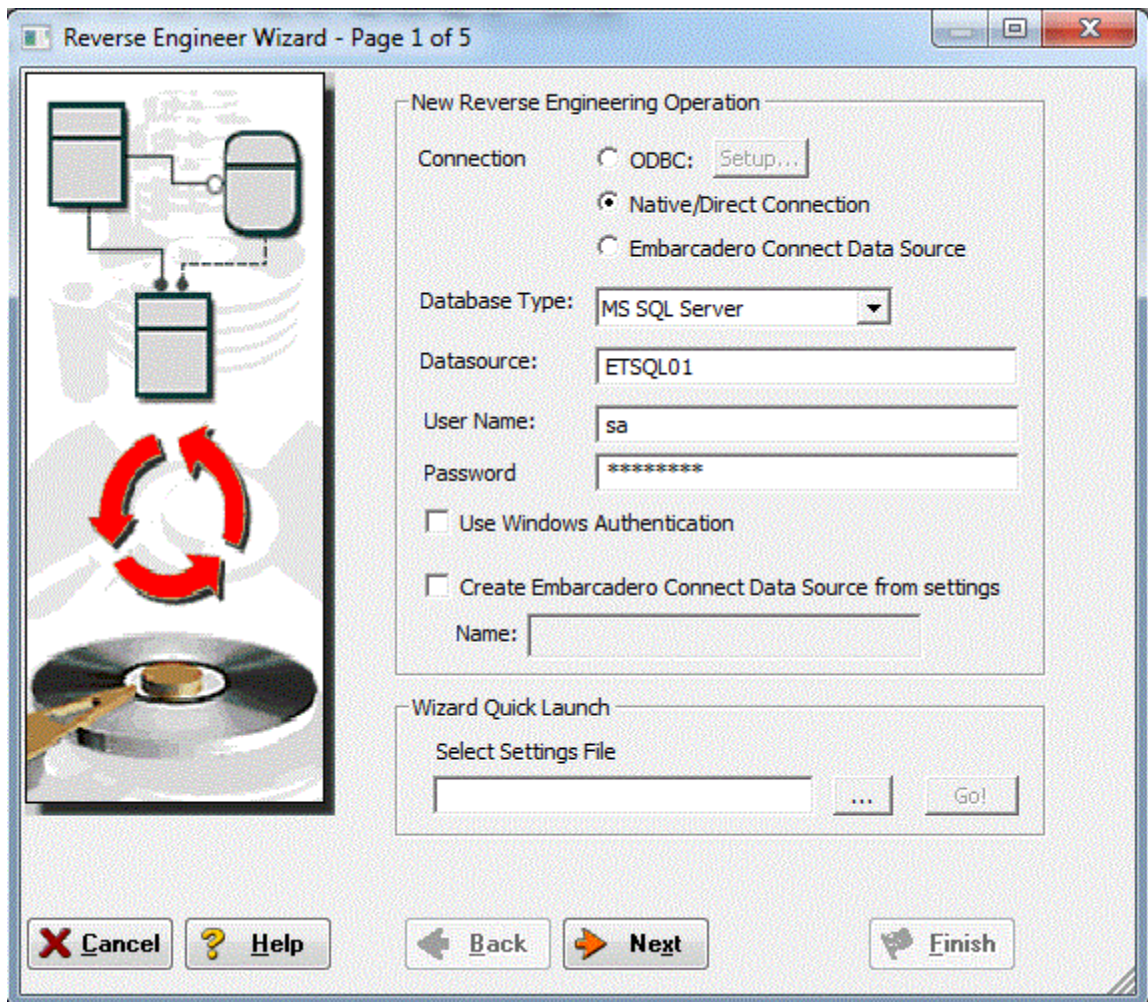 Reverse Engineer Wizard - Page 1 of 5
New Reverse Engineering Operation
Connection
ODBC:
Setup...
Native/Direct Connection
Embarcadero Connect Data Source
Database Type:
MS SQL Server
Datasource:
ETSQL01
User Name:
sa
Password
********
Use Windows Authentication
Create Embarcadero Connect Data Source from settings
Name:
Wizard Quick Launch
Select Settings File
...
Go!
Cancel
Help
Back
Next
Finish